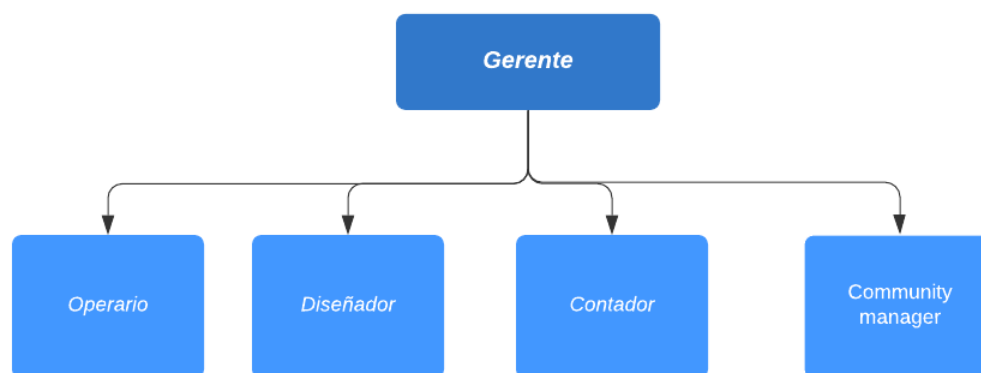 Gerente
Operario
Diseñador
Contador
Community
manager